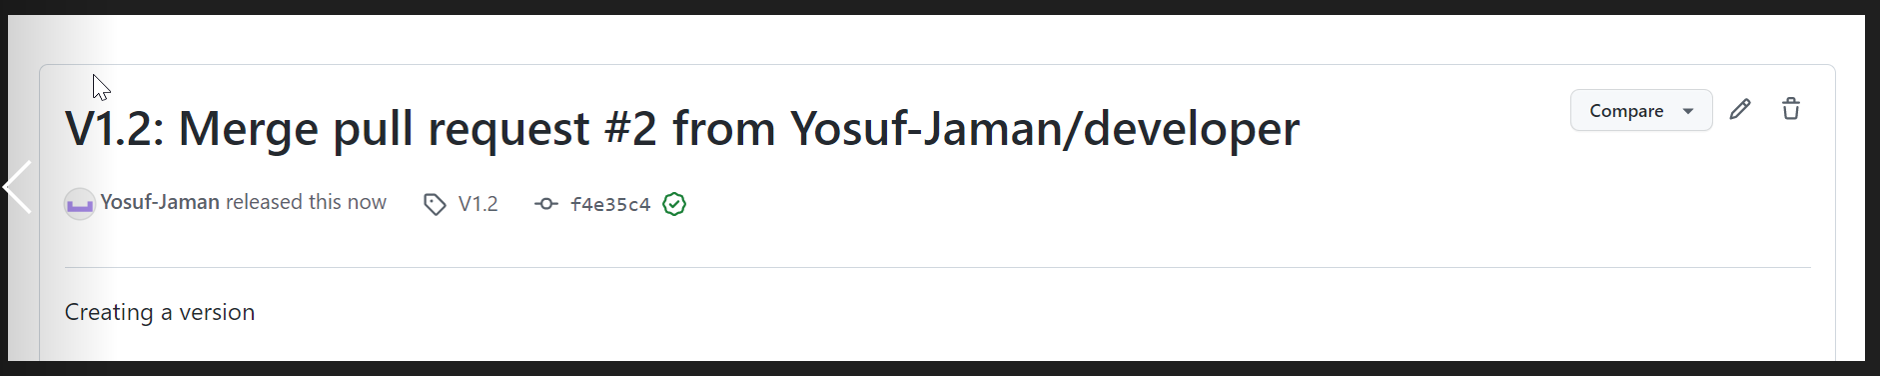 V1.2: Merge pull request #2 from Yosuf-Jaman/developer
Compare
Yosuf-Jaman released this now V1.2 f4e35c4
Creating a version